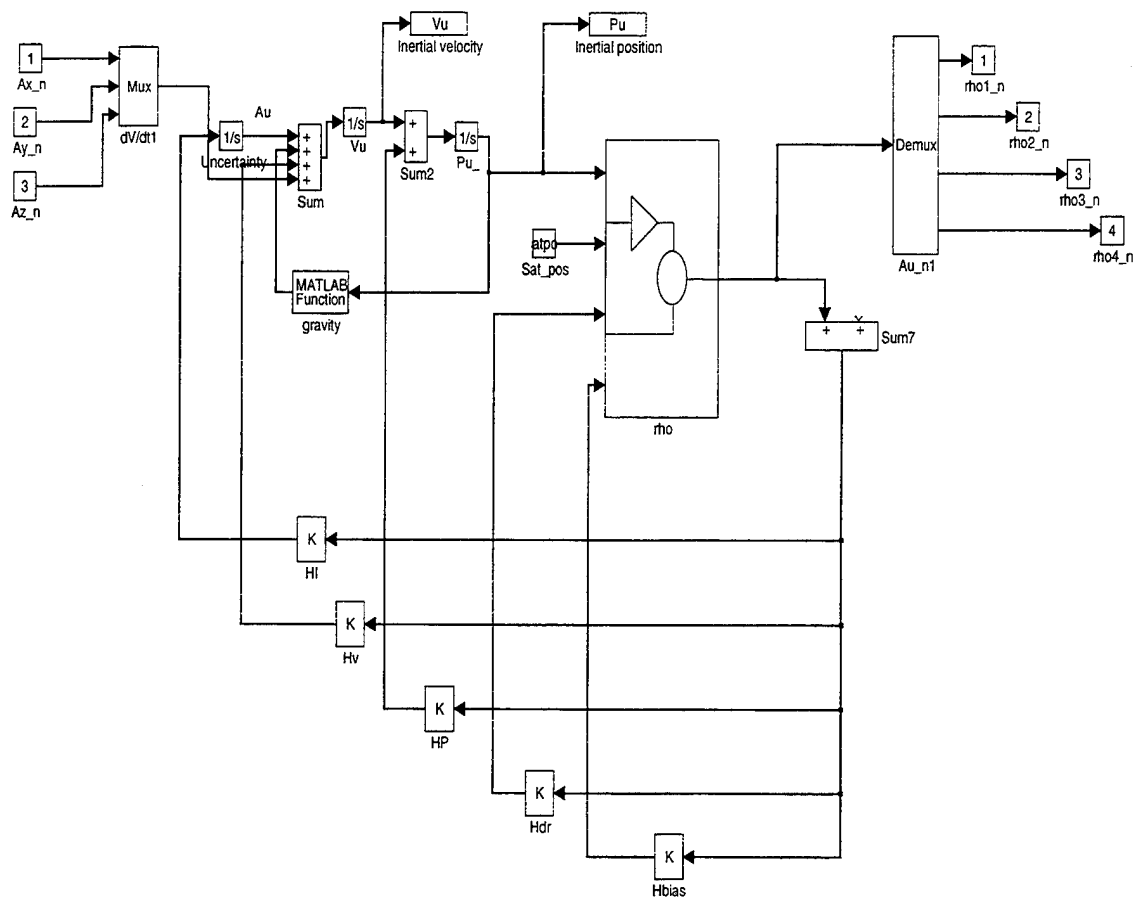 Vu
Inertial velocity
Pu
Inertial position
1
Ax_n
2
Ay_n
3
Az_n
Mux
dV/dt1
1/s
Uncertainty
Au
+
+
+
+
Sum
1/s
Vu
+
+
Sum2
1/s
Pu_
MATLAB
Function
gravity
atpo
Sat_pos
rho
Demux
Au_n1
1
rho1_n
2
rho2_n
3
rho3_n
4
rho4_n
+ +
Sum7
K
HI
K
Hv
K
HP
K
Hdr
K
Hbias